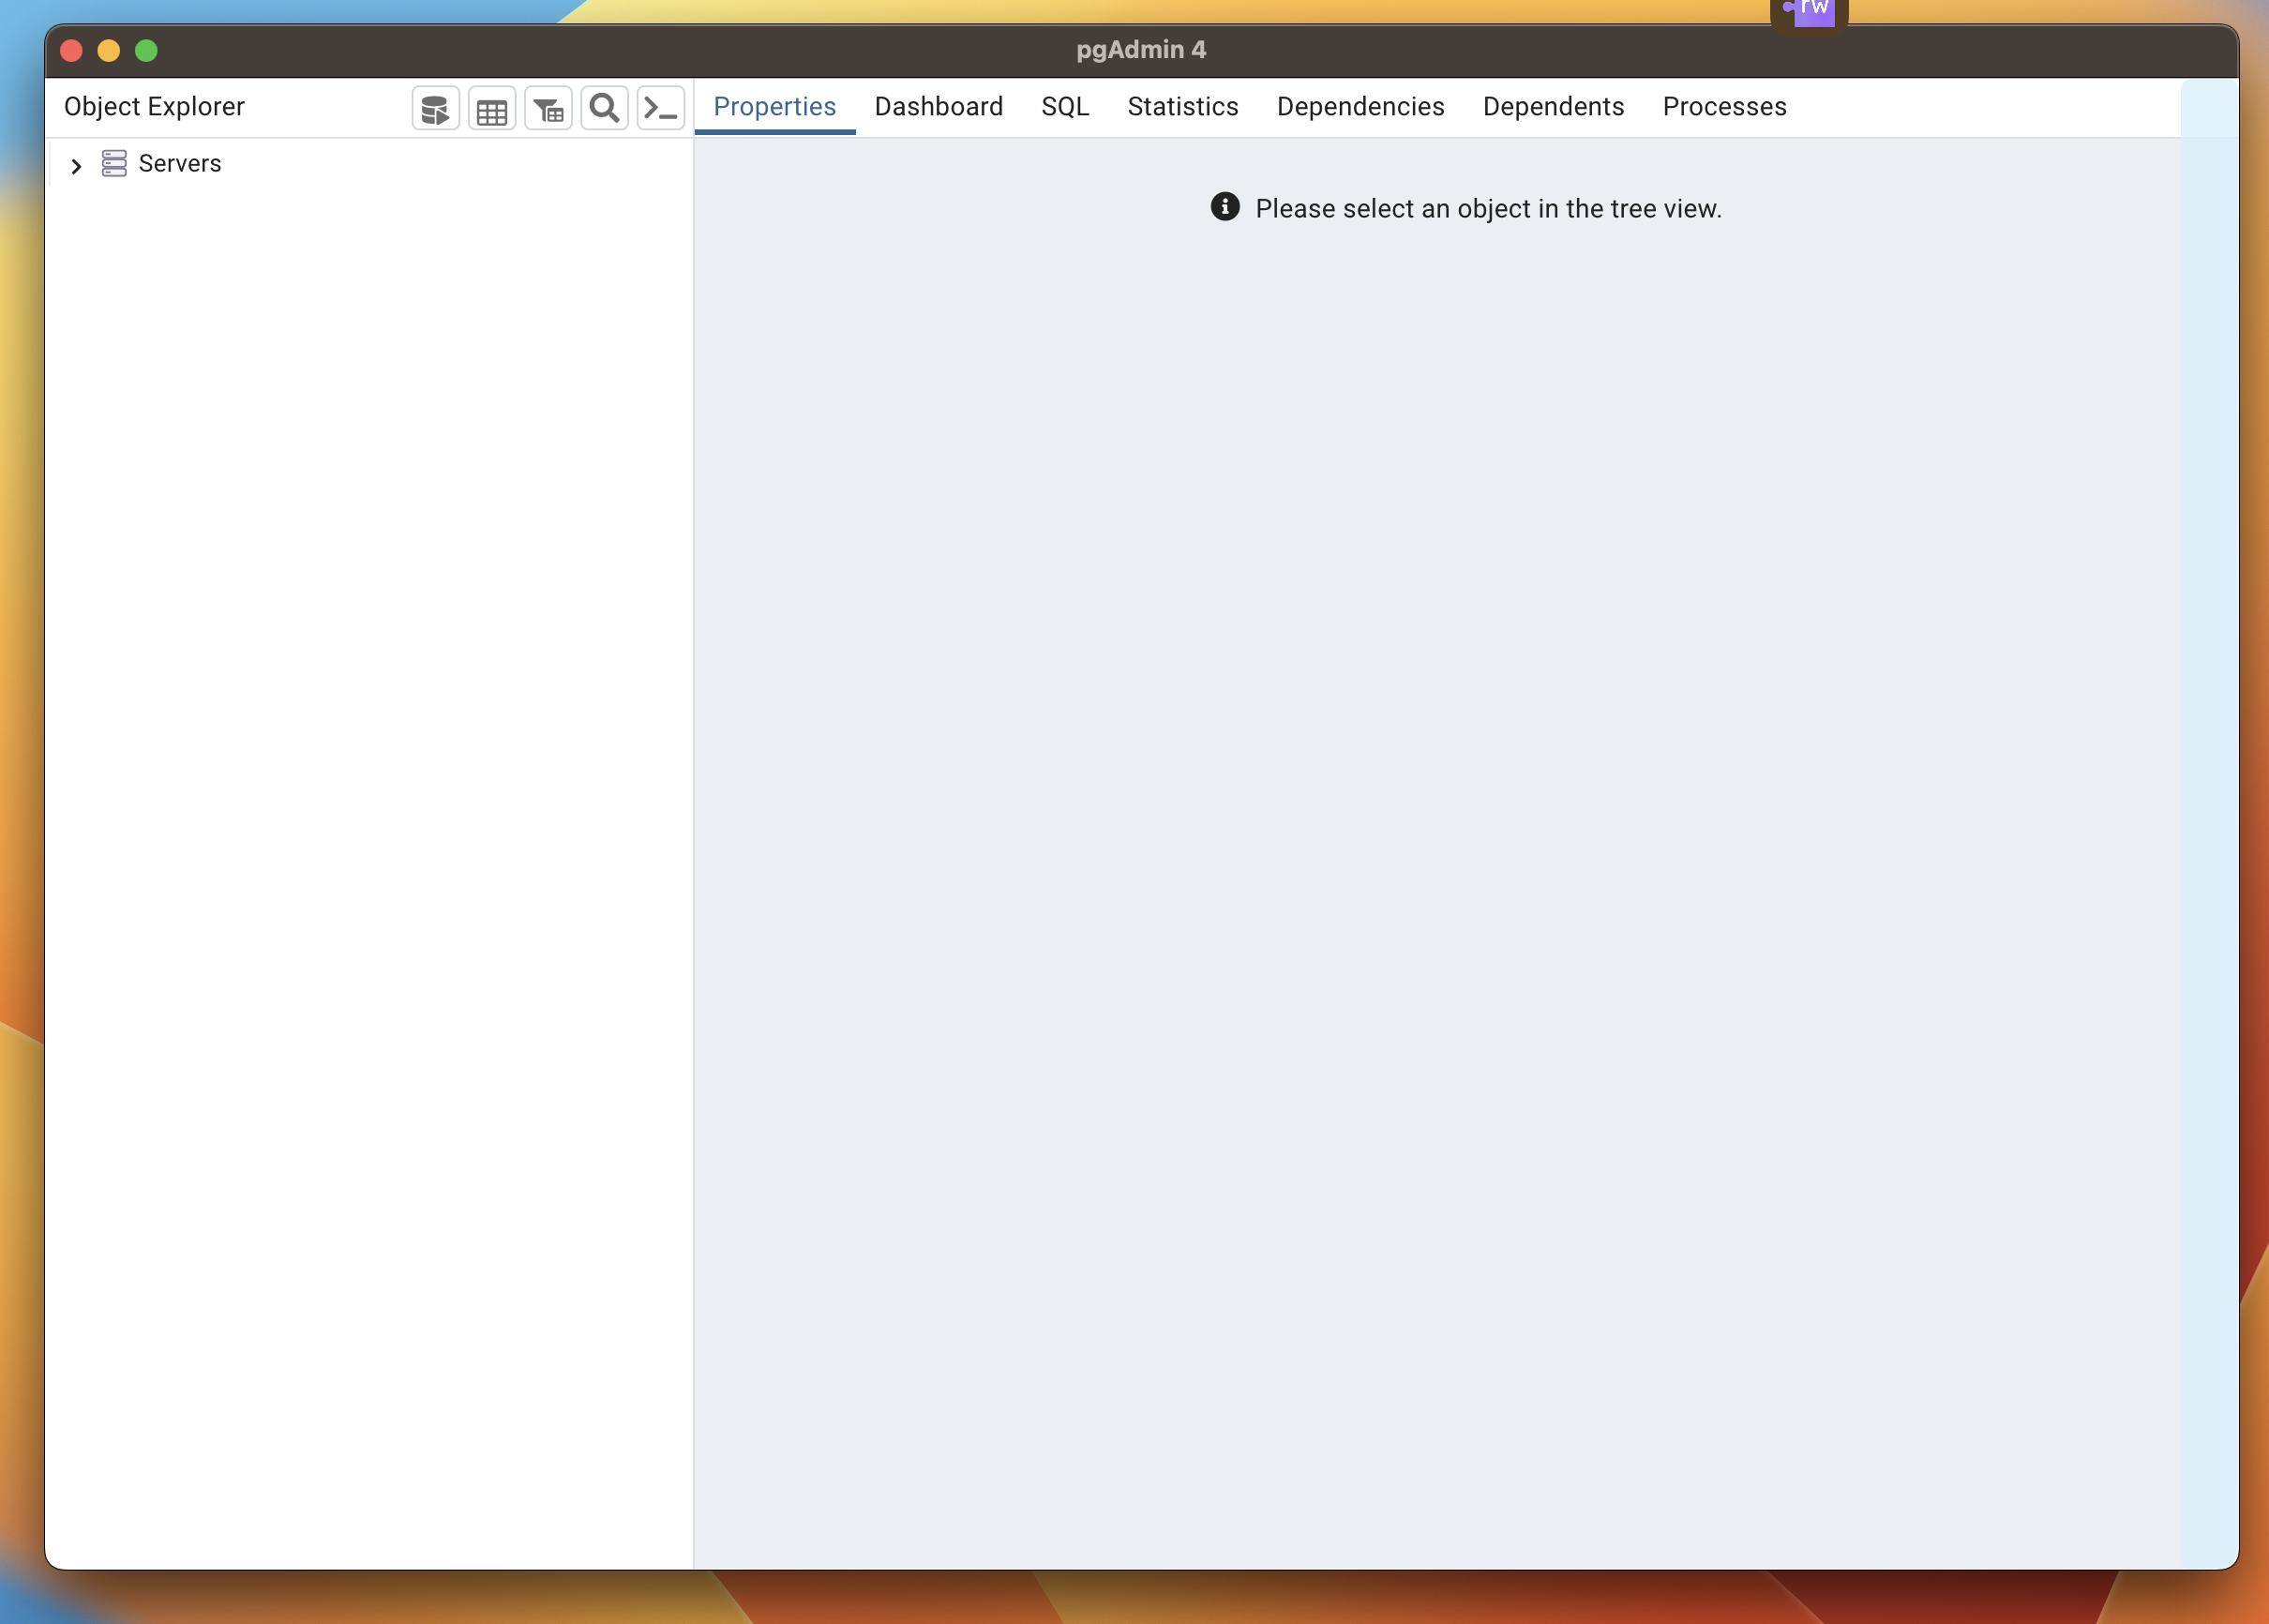 rw
pgAdmin 4
Object Explorer
Properties Dashboard SQL Statistics Dependencies Dependents Processes
Servers
Please select an object in the tree view.